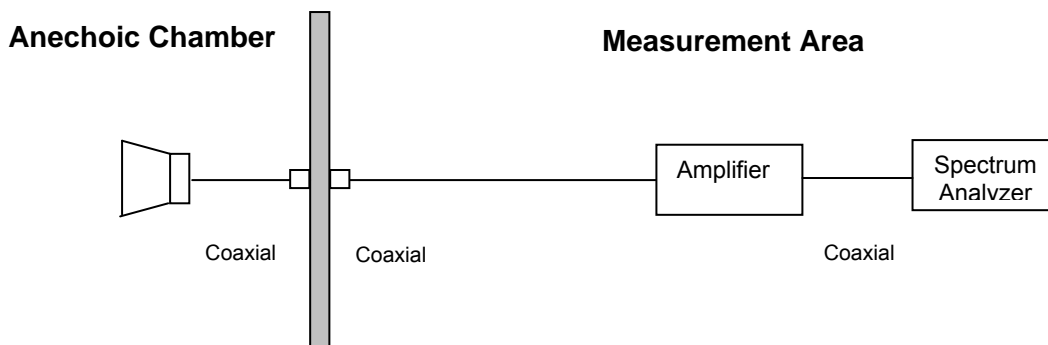 Anechoic Chamber
Measurement Area
Amplifier
Spectrum
Analyzer
Coaxial
Coaxial
Coaxial